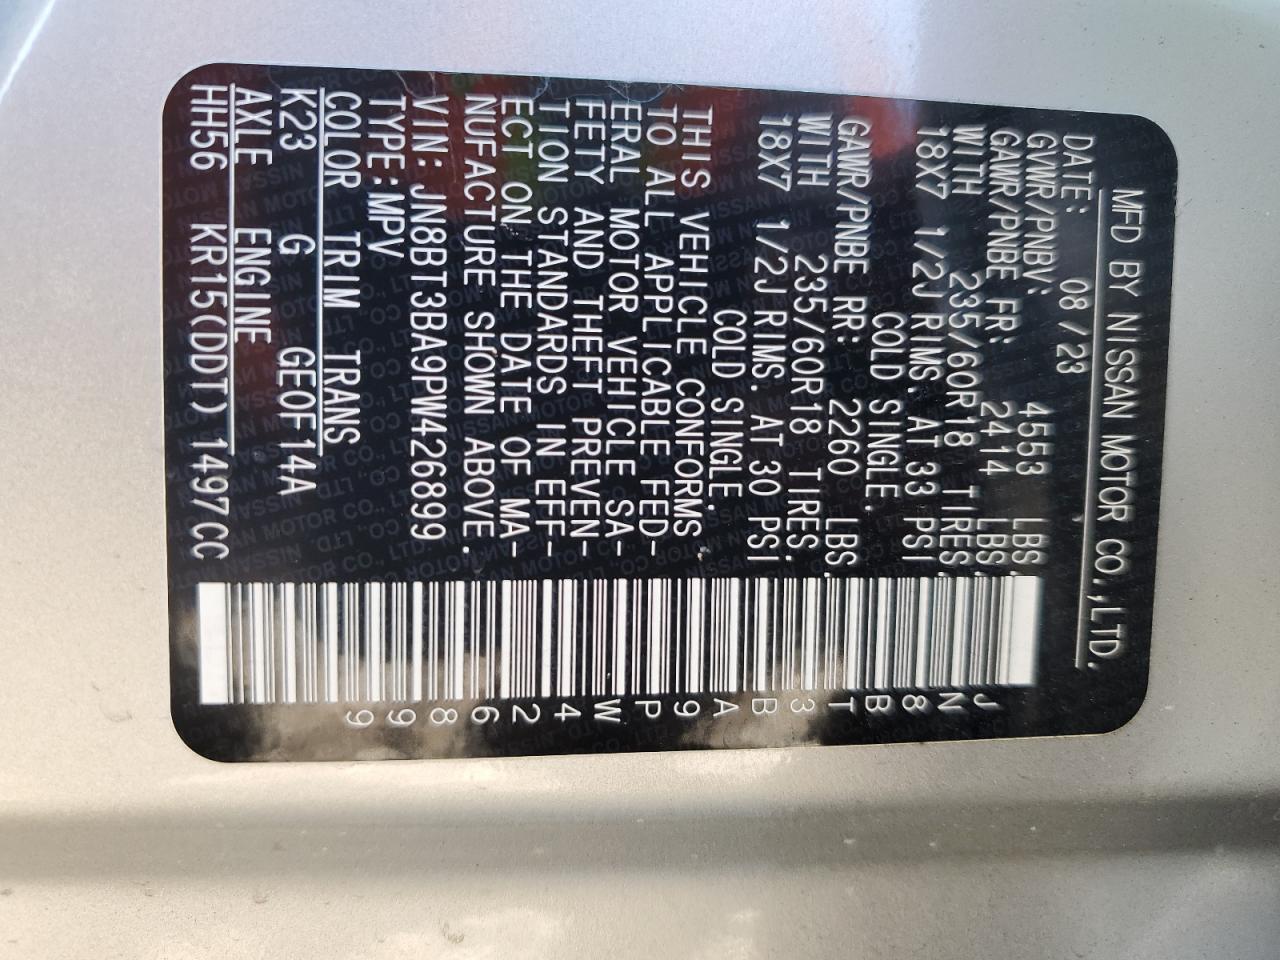 MFD BY NISSAN MOTOR CO.,LTD.
DATE: 08/23
GVWR/PNBV: 4553 LBS.
GAWR/PNBE FR: 2414 LBS.
WITH 235/60R18 TIRES,
18X7 1/2J RIMS. AT 33 PSI
COLD SINGLE.
GAWR/PNBE RR: 2260 LBS.
WITH 235/60R18 TIRES,
18X7 1/2J RIMS. AT 30 PSI
COLD SINGLE.
THIS VEHICLE CONFORMS
TO ALL APPLICABLE FED-
ERAL MOTOR VEHICLE SA-
FETY AND THEFT PREVEN-
TION STANDARDS IN EFF-
ECT ON THE DATE OF MA-
NUFACTURE SHOWN ABOVE.
VIN: JN8BT3BA9PW426899
TYPE:MPV
COLOR TRIM TRANS
K23 G GEOF14A
AXLE ENGINE
HH56 KR15(DDT) 1497CC
JN8BT3BA9PW426899